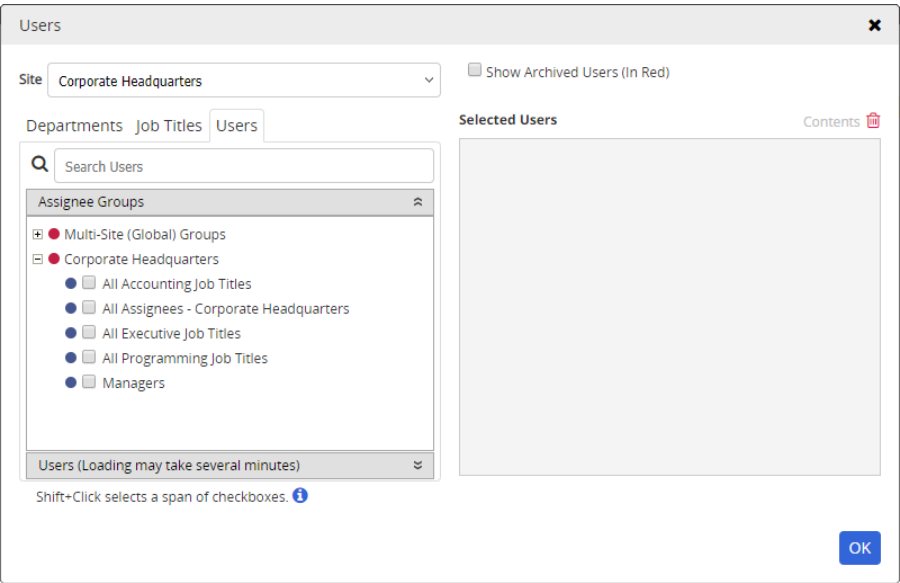 Users
Site Corporate Headquarters
Show Archived Users (In Red)
Departments Job Titles Users
Search Users
Assignee Groups
Multi-Site (Global) Groups
Corporate Headquarters
All Accounting Job Titles
All Assignees - Corporate Headquarters
All Executive Job Titles
All Programming Job Titles
Managers
Users (Loading may take several minutes)
Shift+Click selects a span of checkboxes.
Selected Users
Contents
OK